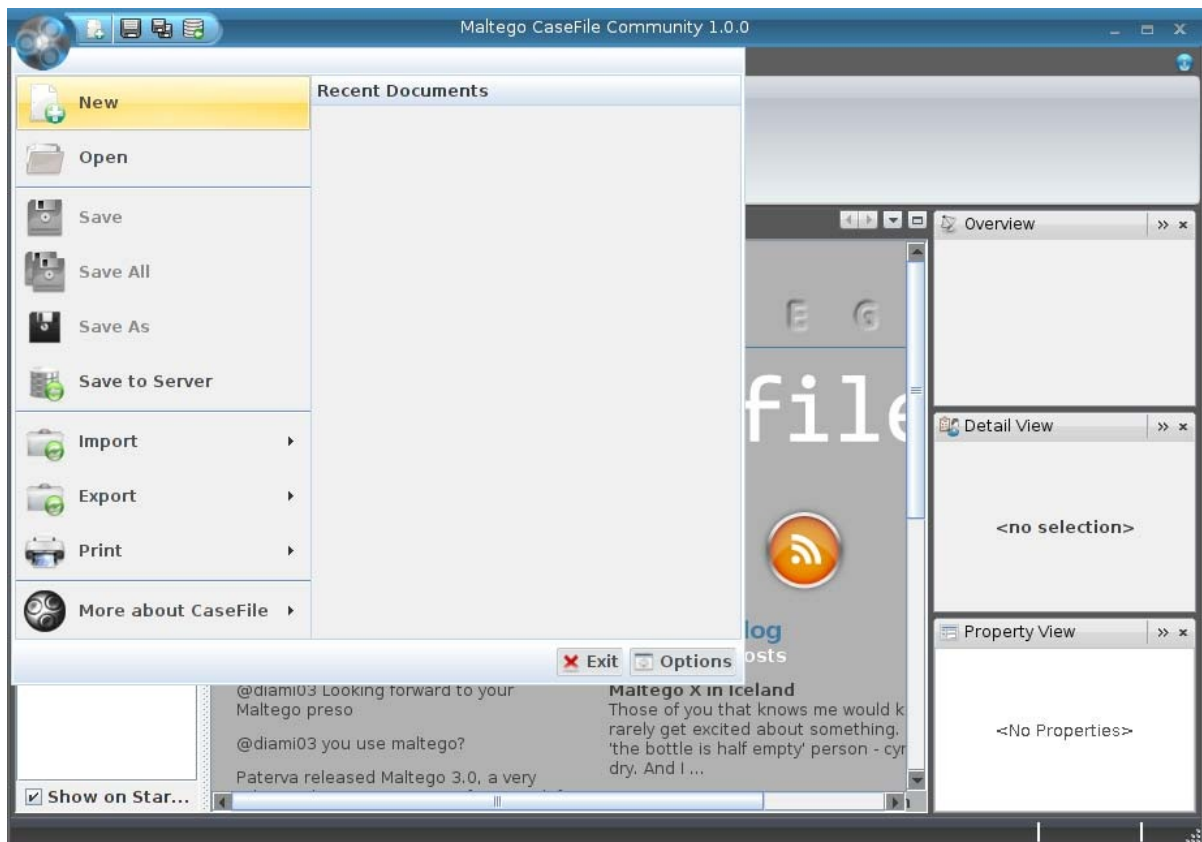 Maltego CaseFile Community 1.0.0
New
Open
Save
Save All
Save As
Save to Server
Import
Export
Print
More about CaseFile
Recent Documents
Exit
Options
E G
file
log
osts
Maltego X in Iceland
Those of you that knows me would k
rarely get excited about something.
'the bottle is half empty' person - cyr
dry. And I ...
@diami03 Looking forward to your
Maltego preso
@diami03 you use maltego?
Paterva released Maltego 3.0, a very
Show on Star...
Overview
Detail View
<no selection>
Property View
<No Properties>